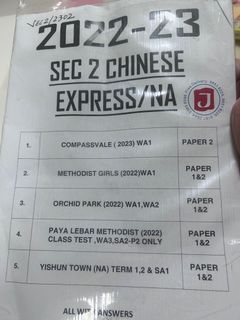 SEC2/2302
2022-23
SEC 2 CHINESE
EXPRESS/NA
J
1. COMPASSVALE ( 2023) WA1 PAPER 2
2. METHODIST GIRLS (2022)WA1 PAPER
1&2
3. ORCHID PARK (2022) WA1,WA2 PAPER
1&2
4. PAYA LEBAR METHODIST (2022) PAPER
CLASS TEST ,WA3,SA2-P2 ONLY 1&2
5. YISHUN TOWN (NA) TERM 1,2 & SA1 PAPER
1&2
ALL WITH ANSWERS